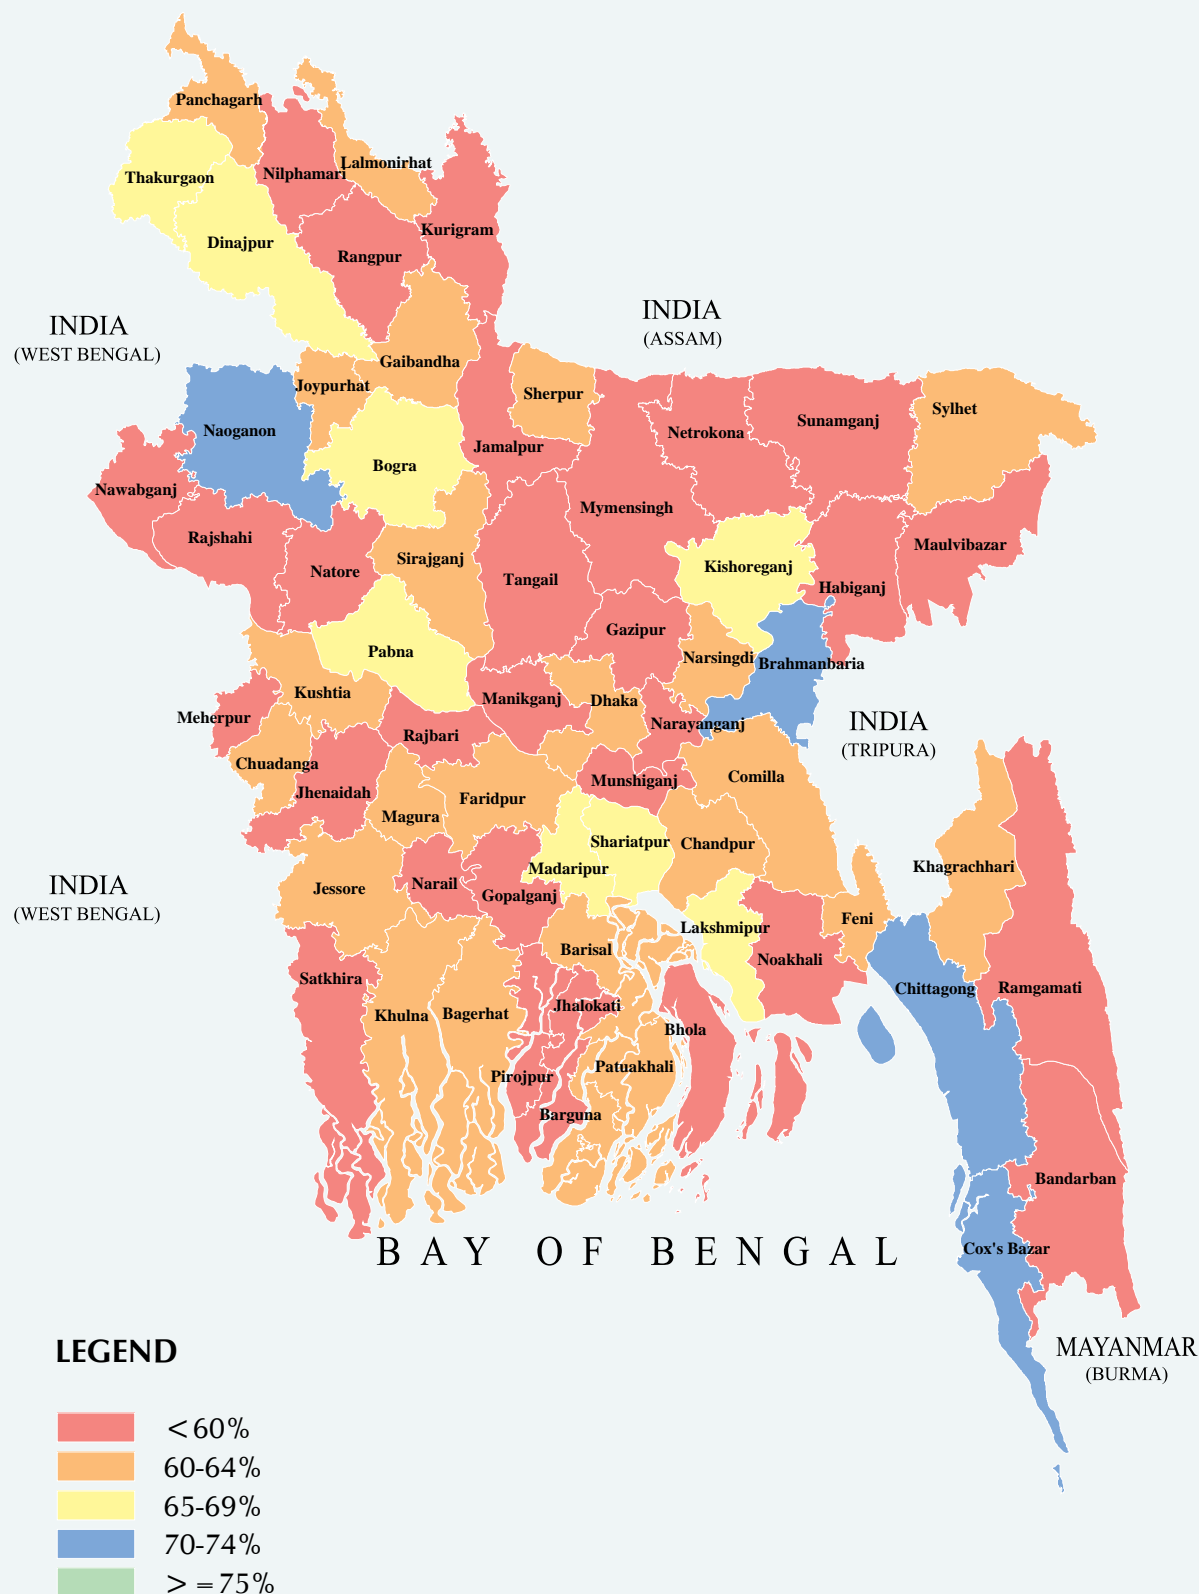 Panchagarh
Lalmonirhat
Nilphamari
Thakurgaon
Kurigram
Dinajpur
Rangpur
INDIA
(ASSAM)
INDIA
(WEST BENGAL)
Gaibandha
Joypurhat
Sherpur
Sylhet
Sunamganj
Naoganon
Netrokona
Jamalpur
Bogra
Nawabganj
Mymensingh
Rajshahi
Maulvibazar
Sirajganj
Kishoreganj
Natore
Tangail
Habiganj
Gazipur
Pabna
Narsingdi
Brahmanbaria
Kushtia
Manikganj
Dhaka
Meherpur
Narayanganj
INDIA
(TRIPURA)
Rajbari
Chuadanga
Comilla
Munshiganj
Jhenaidah
Faridpur
Magura
Shariatpur
Chandpur
Khagrachhari
Madaripur
INDIA
(WEST BENGAL)
Jessore
Narail
Gopalganj
Feni
Lakshmipur
Barisal
Noakhali
Satkhira
Chittagong
Ramgamati
Jhalokati
Khulna
Bagerhat
Bhola
Patuakhali
Pirojpur
Barguna
Bandarban
Cox's Bazar
BAY OF BENGAL
MAYANMAR
(BURMA)
LEGEND
<60%
60-64%
65-69%
70-74%
> =75%